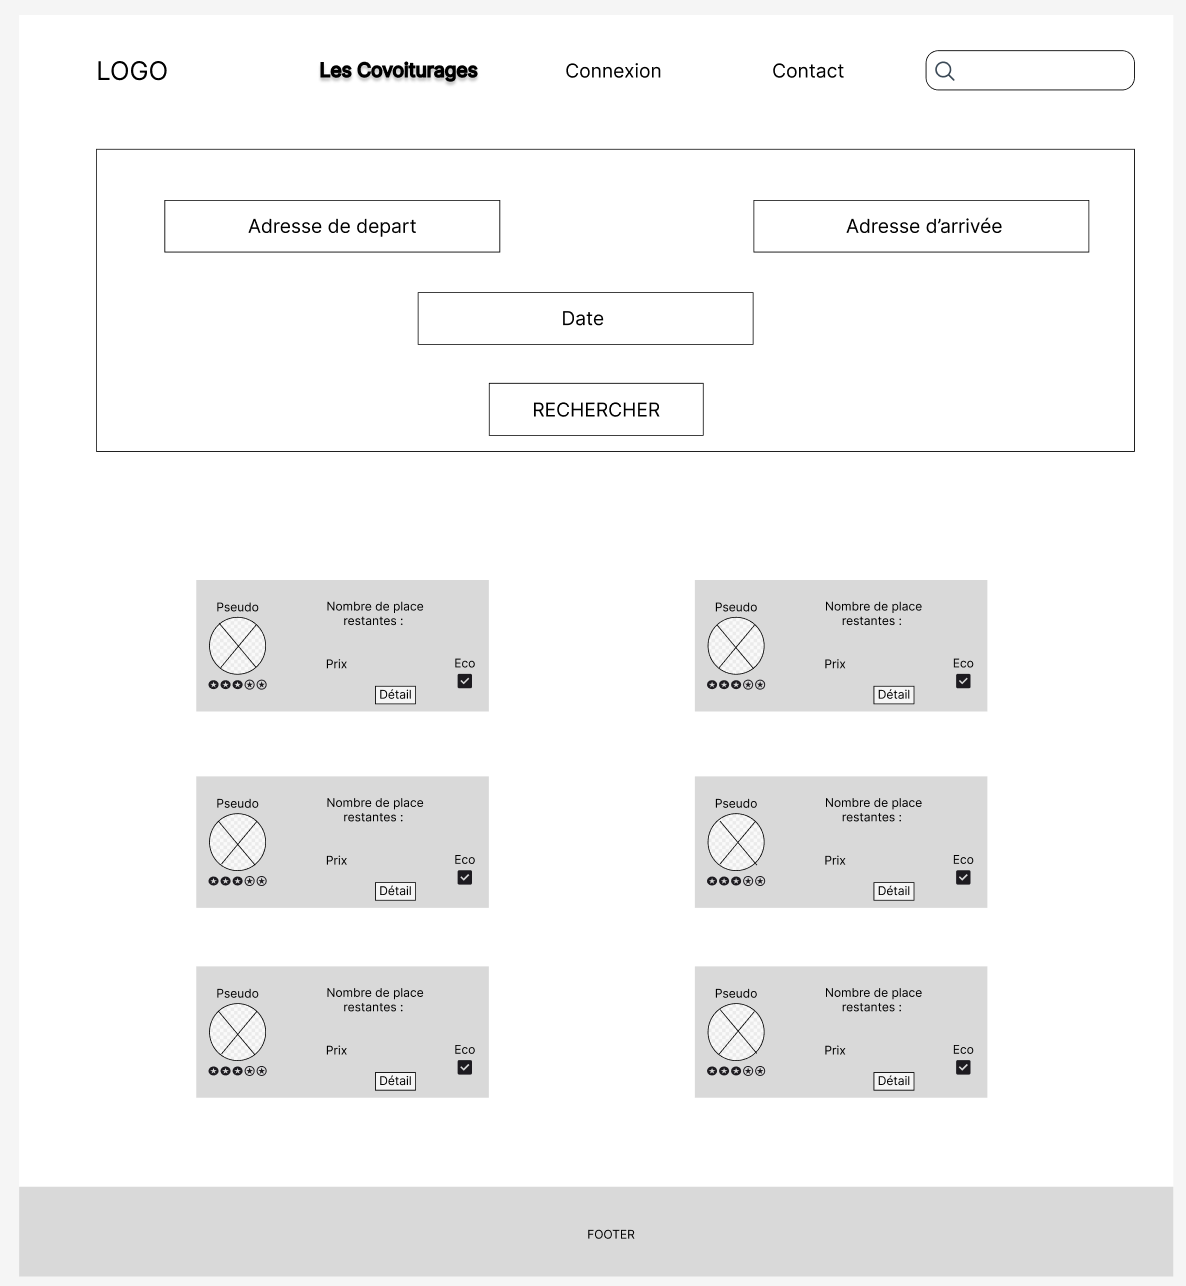 LOGO
Les Covoiturages
Connexion
Contact
Adresse de depart
Adresse d’arrivée
Date
RECHERCHER
Pseudo
Nombre de place
restantes :
Prix
Eco
Détail
Pseudo
Nombre de place
restantes :
Prix
Eco
Détail
Pseudo
Nombre de place
restantes :
Prix
Eco
Détail
Pseudo
Nombre de place
restantes :
Prix
Eco
Détail
Pseudo
Nombre de place
restantes :
Prix
Eco
Détail
Pseudo
Nombre de place
restantes :
Prix
Eco
Détail
FOOTER